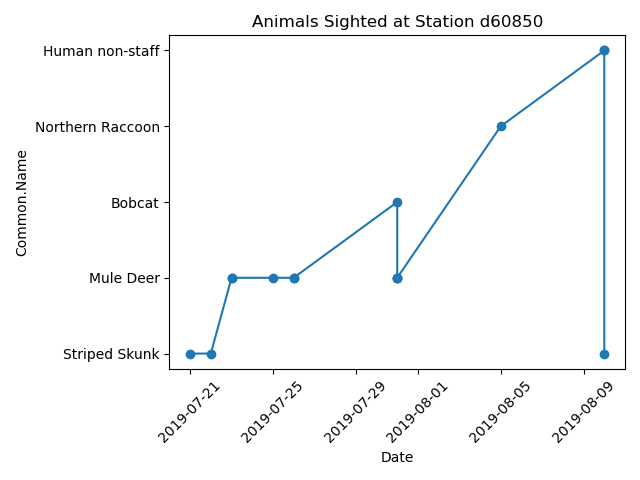 Animals Sighted at Station d60850
Common.Name
Human non-staff
Northern Raccoon
Bobcat
Mule Deer
Striped Skunk
2019-07-21
2019-07-25
2019-07-29
2019-08-01
2019-08-05
2019-08-09
Date